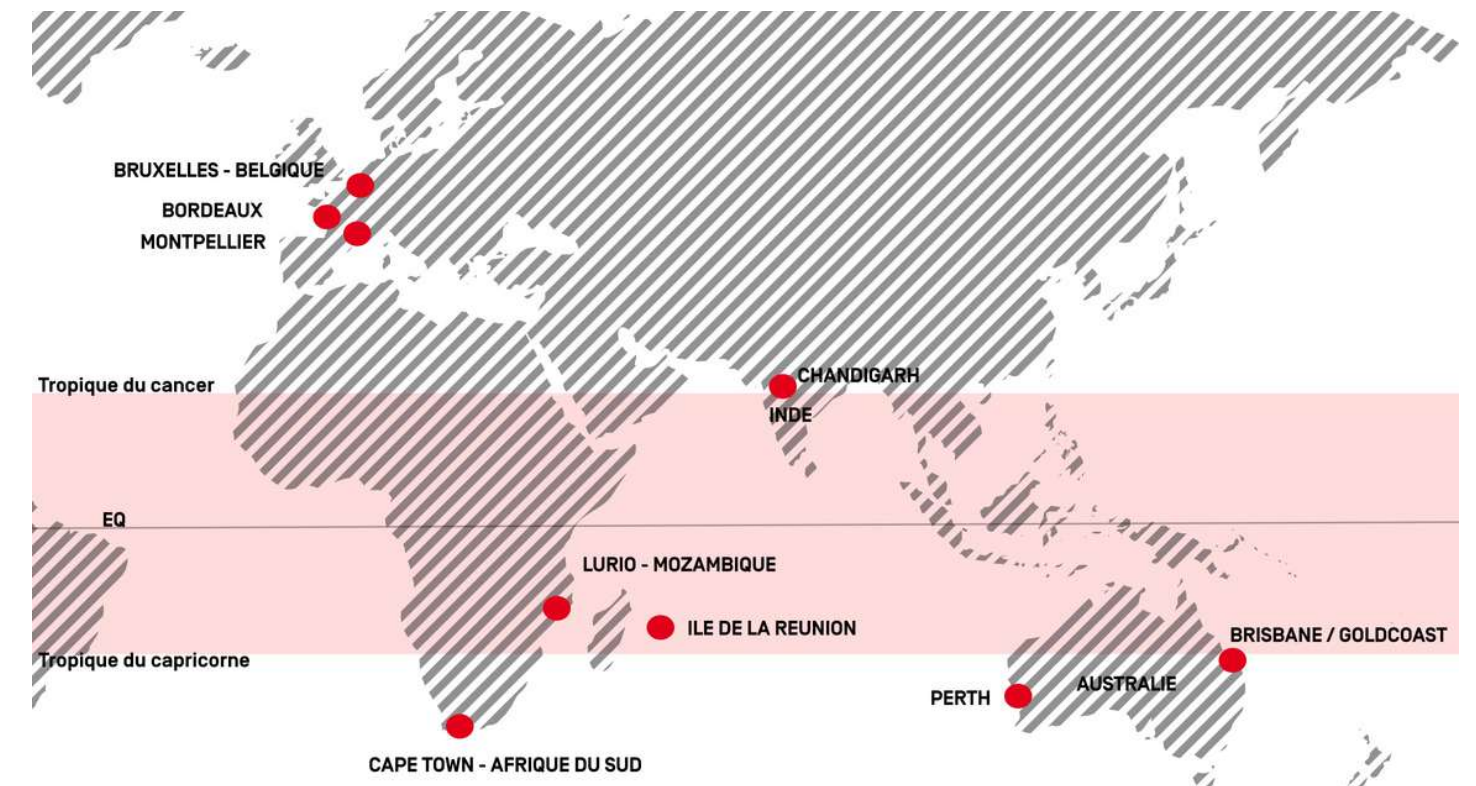 BRUXELLES - BELGIQUE
BORDEAUX
MONTPELLIER
CHANDIGARH
Tropique du cancer
INDE
EQ
LURIO - MOZAMBIQUE
ILE DE LA REUNION
BRISBANE / GOLDCOAST
Tropique du capricorne
AUSTRALIE
PERTH
CAPE TOWN - AFRIQUE DU SUD